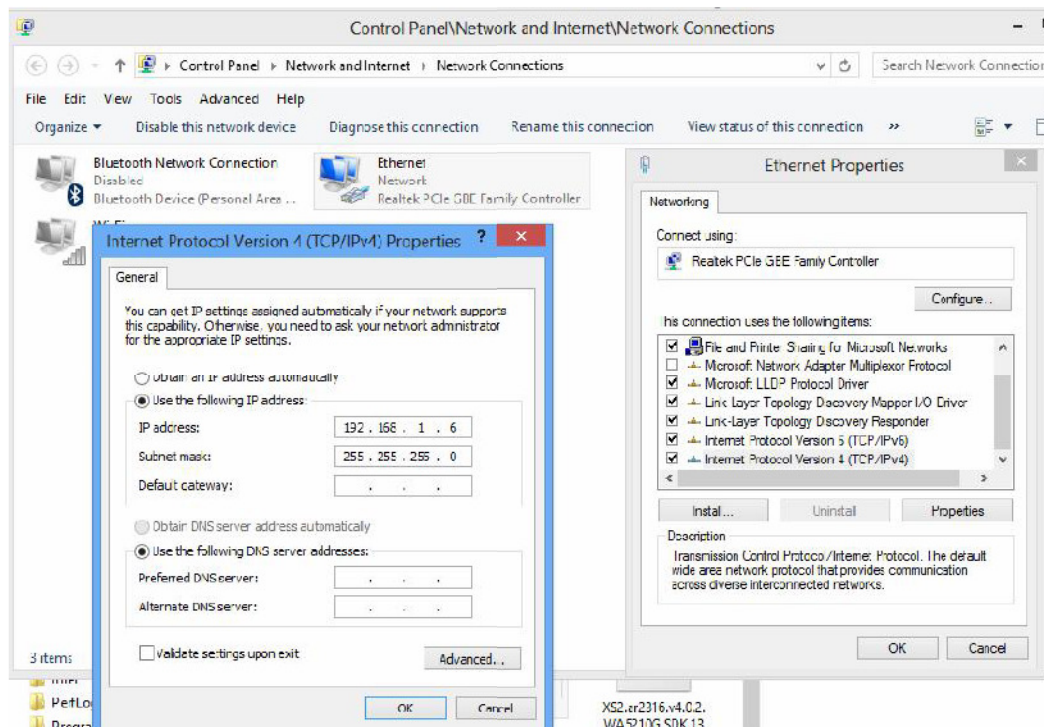 Control Panel\Network and Internet\Network Connections
Control Panel Network and Internet Network Connections
Search Network Connection
File Edit View Tools Advanced Help
Organize Disable this network device Diagnose this connection Rename this connection View status of this connection »
Bluetooth Network Connection
Disabled
Bluetooth Device (Personal Area ...
Ethernet
Network
Realtek PCIe GBE Family Controller
Internet Protocol Version 4 (TCP/IPv4) Properties ?
General
You can get IP settings assigned automatically if your network supports
this capability. Otherwise, you need to ask your network administrator
for the appropriate IP settings.
Obtain an IP address automatically
Use the following IP address:
IP address: 192 . 168 . 1 . 6
Subnet mask: 255 . 255 . 255 . 0
Default gateway: . . .
Obtain DNS server address automatically
Use the following DNS server addresses:
Preferred DNS server: . . .
Alternate DNS server: . . .
Validate settings upon exit
Advanced...
OK Cancel
Ethernet Properties
Networking
Connect using:
Realtek PCIe GBE Family Controller
Configure...
This connection uses the following items:
File and Printer Sharing for Microsoft Networks
Microsoft Network Adapter Multiplexor Protocol
Microsoft LLDP Protocol Driver
Link-Layer Topology Discovery Mapper I/O Driver
Link-Layer Topology Discovery Responder
Internet Protocol Version 6 (TCP/IPv6)
Internet Protocol Version 4 (TCP/IPv4)
Install... Uninstall Properties
Description
Transmission Control Protocol/Internet Protocol. The default
wide area network protocol that provides communication
across diverse interconnected networks.
OK Cancel
3 items
PetLo
Progra
XS2.ar2316.v4.0.2.
WA5210G SDK 13